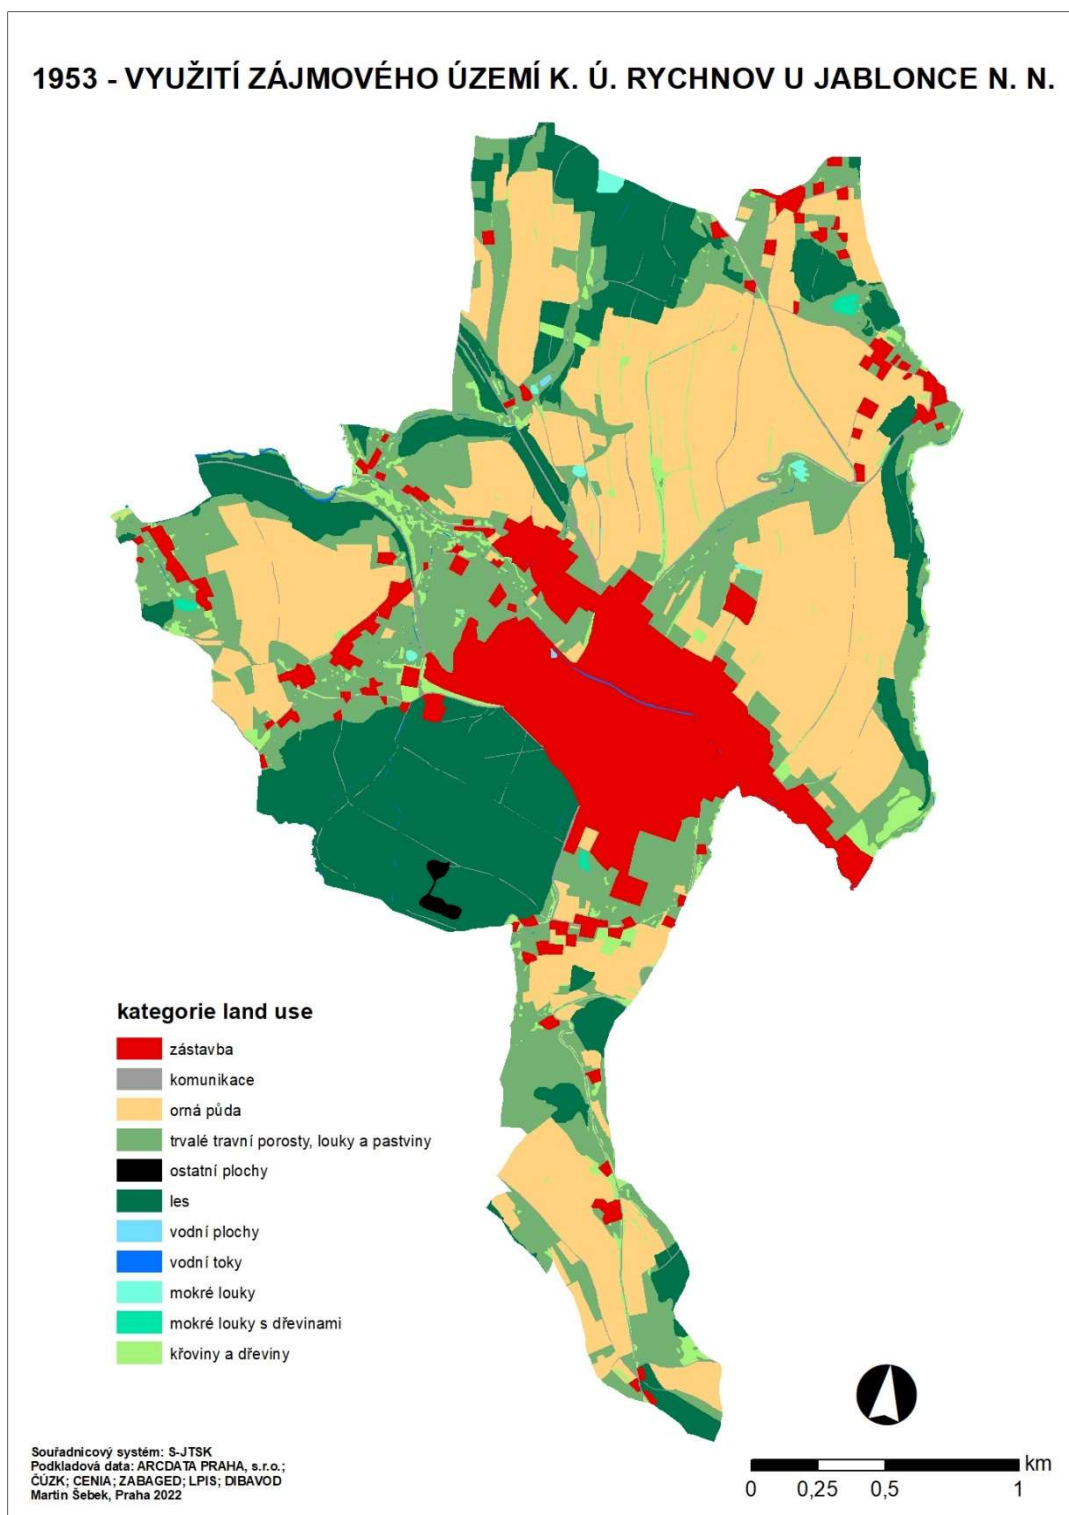 1953 - VYUŽITÍ ZÁJMOVÉHO ÚZEMÍ K. Ú. RYCHNOV U JABLONCE N. N.
kategorie land use
zástavba
komunikace
orná půda
trvalé travní porosty, louky a pastviny
ostatní plochy
les
vodní plochy
vodní toky
mokré louky
mokré louky s dřevinami
křoviny a dřeviny
Souřadnicový systém: S-JTSK
Podkladová data: ARCDATA PRAHA, s.r.o.;
ČÚZK; CENIA; ZABAGED; LPIS; DIBAVOD
Martin Šebek, Praha 2022
km
0 0,25 0,5 1